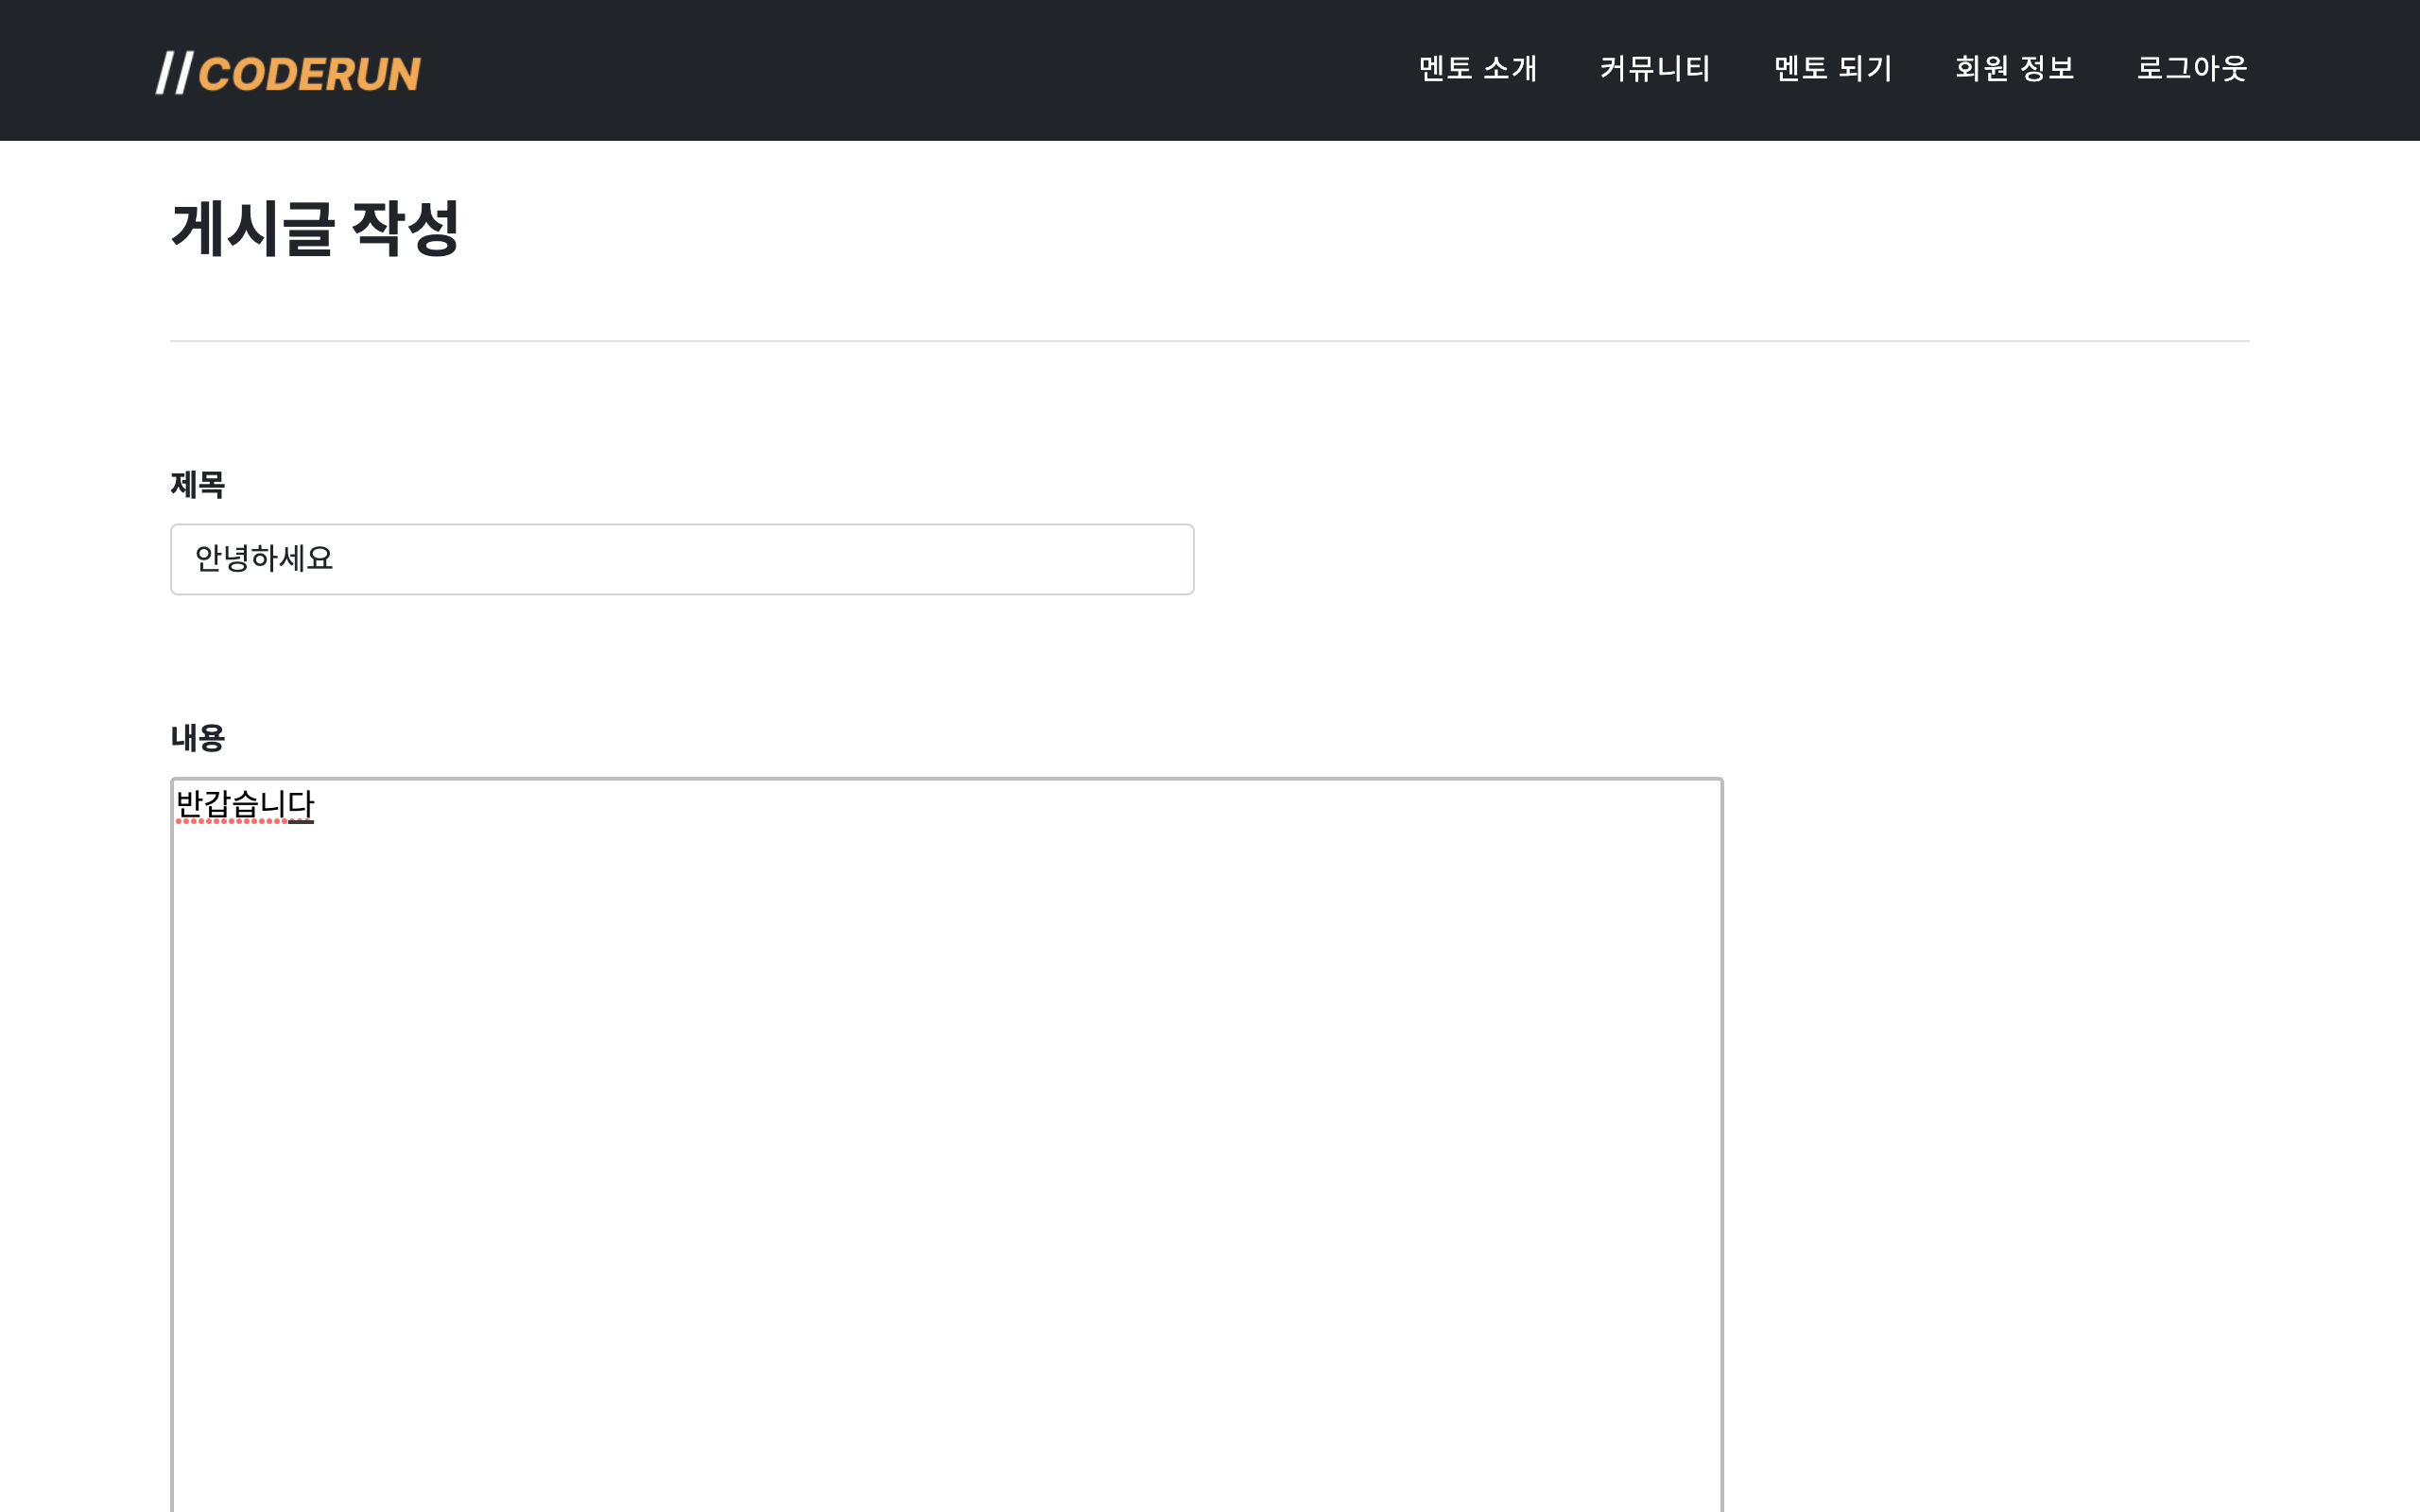 //CODERUN
멘토 소개 커뮤니티 멘토 되기 회원 정보 로그아웃
게시글 작성
제목
안녕하세요
내용
반갑습니다